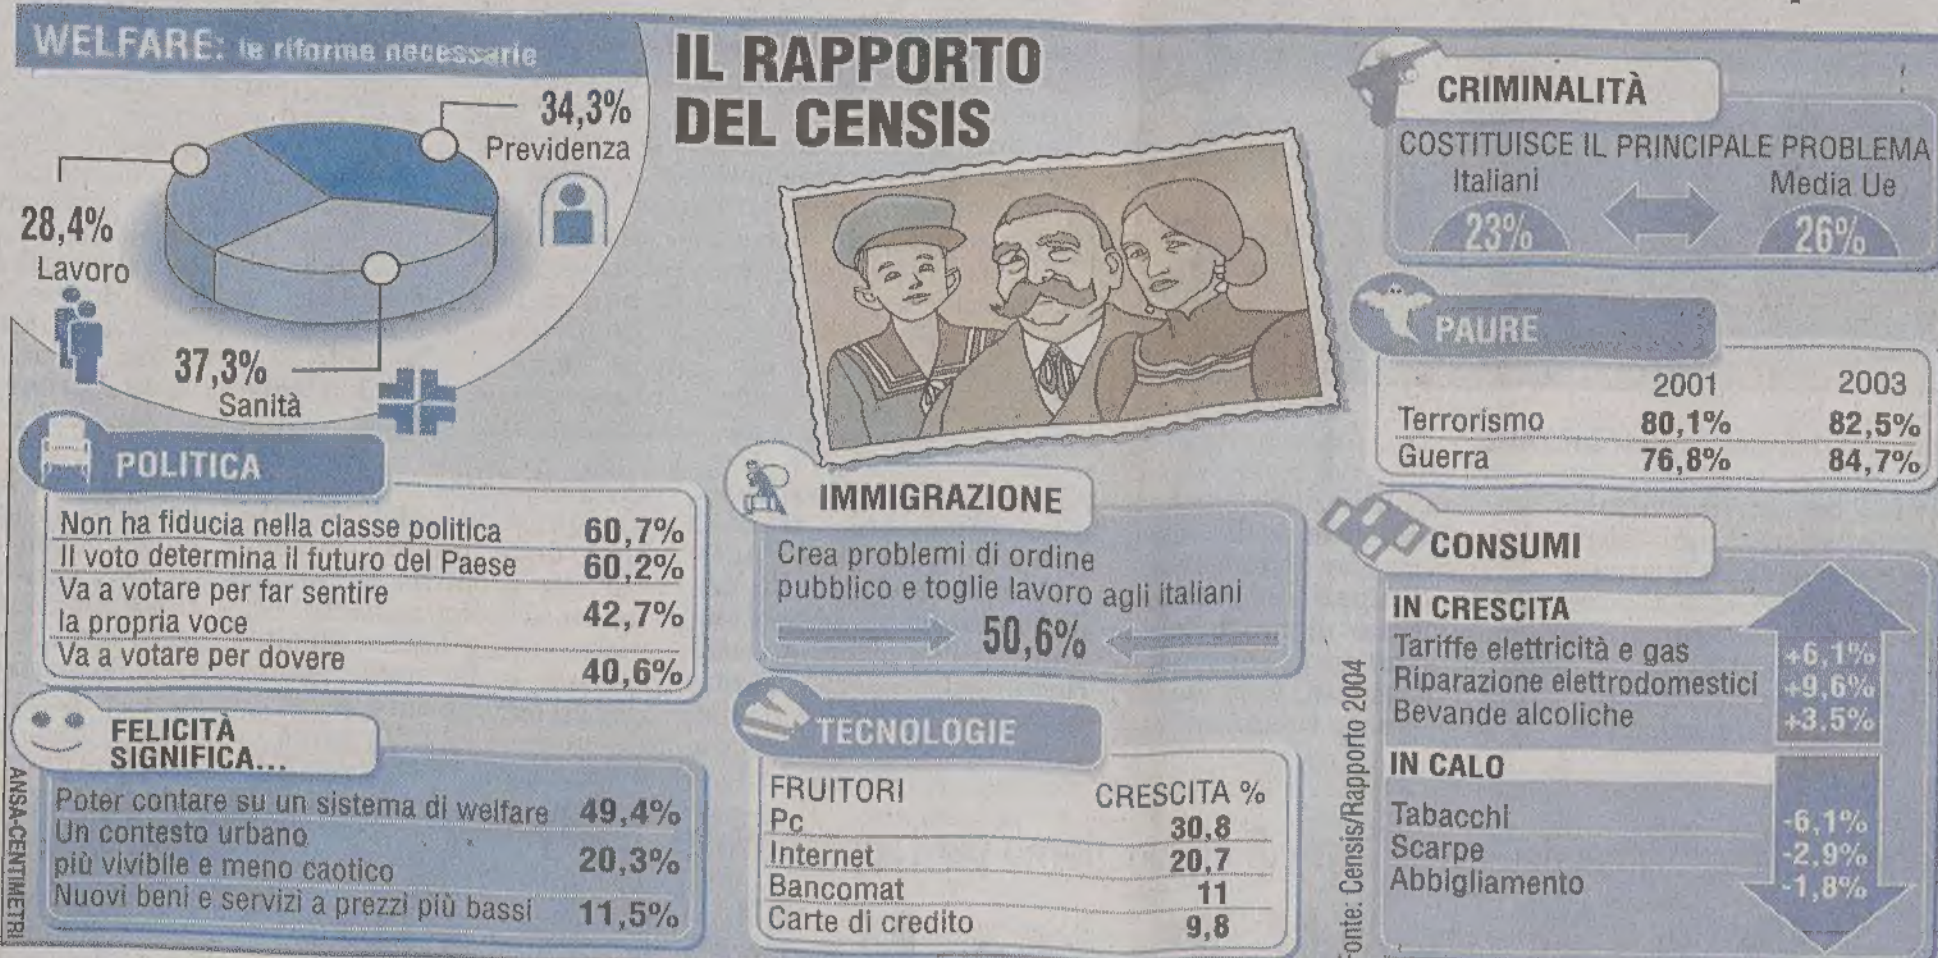 WELFARE: le riforme necessarie
34,3%
Previdenza
28,4%
Lavoro
37,3%
Sanità
IL RAPPORTO
DEL CENSIS
CRIMINALITÀ
COSTITUISCE IL PRINCIPALE PROBLEMA
Italiani Media Ue
23% 26%
PAURE
2001 2003
Terrorismo 80,1% 82,5%
Guerra 76,8% 84,7%
POLITICA
Non ha fiducia nella classe politica 60,7%
Il voto determina il futuro del Paese 60,2%
Va a votare per far sentire
la propria voce 42,7%
Va a votare per dovere 40,6%
IMMIGRAZIONE
Crea problemi di ordine
pubblico e toglie lavoro agli italiani
50,6%
CONSUMI
IN CRESCITA
Tariffe elettricità e gas +6,1%
Riparazione elettrodomestici +9,6%
Bevande alcoliche +3,5%
IN CALO
Tabacchi -6,1%
Scarpe -2,9%
Abbigliamento -1,8%
FELICITÀ
SIGNIFICA...
Poter contare su un sistema di welfare 49,4%
Un contesto urbano
più vivibile e meno caotico 20,3%
Nuovi beni e servizi a prezzi più bassi 11,5%
TECNOLOGIE
FRUITORI CRESCITA %
Pc 30,8
Internet 20,7
Bancomat 11
Carte di credito 9,8
ANSA-CENTIMETRI
onte: Censis/Rapporto 2004